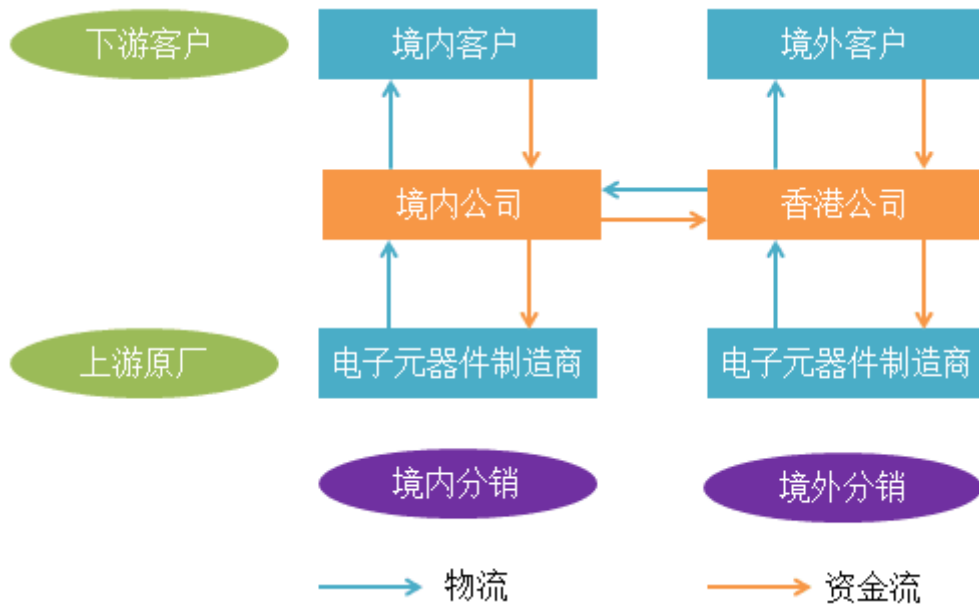 下游客户
境内客户
境外客户
境内公司
香港公司
上游原厂
电子元器件制造商
电子元器件制造商
境内分销
境外分销
物流
资金流